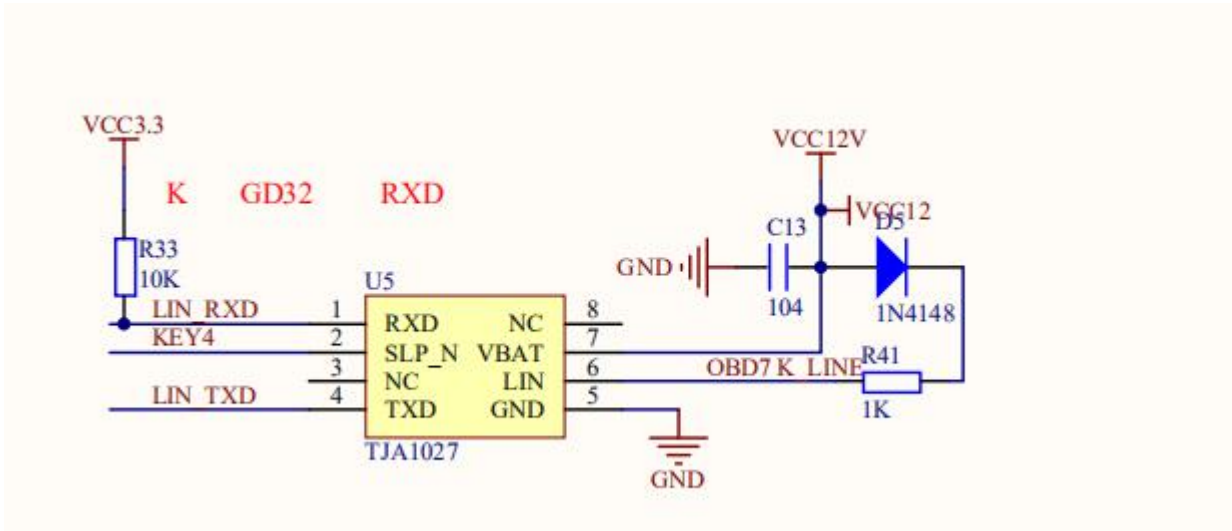 VCC3.3
VCC12V
K GD32 RXD
VCC12
C13
D5
R33
GND
10K
U5
104
1N4148
LIN_RXD
1
RXD
NC
8
KEY4
2
SLP_N
VBAT
7
OBD7 K_LINE
R41
3
NC
LIN
6
LIN_TXD
4
TXD
GND
5
1K
TJA1027
GND